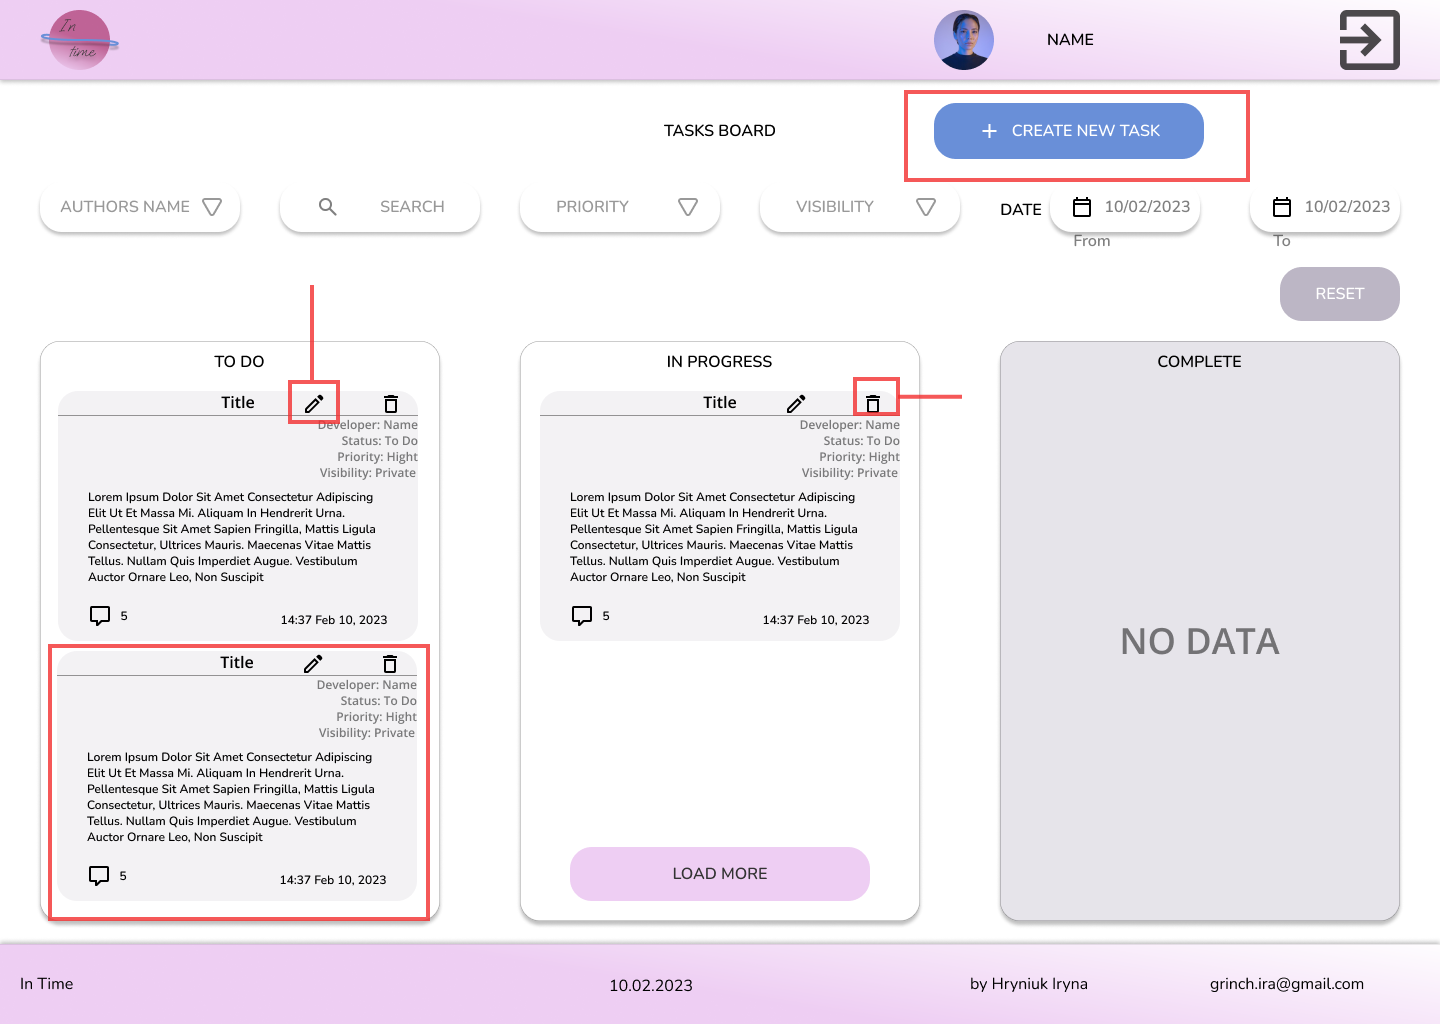 In
time
NAME
TASKS BOARD
+ CREATE NEW TASK
AUTHORS NAME
SEARCH
PRIORITY
VISIBILITY
DATE
10/02/2023
From
10/02/2023
To
RESET
TO DO
Title
Developer: Name
Status: To Do
Priority: Hight
Visibility: Private
Lorem Ipsum Dolor Sit Amet Consectetur Adipiscing
Elit Ut Et Massa Mi. Aliquam In Hendrerit Urna.
Pellentesque Sit Amet Sapien Fringilla, Mattis Ligula
Consectetur, Ultrices Mauris. Maecenas Vitae Mattis
Tellus. Nullam Quis Imperdiet Augue. Vestibulum
Auctor Ornare Leo, Non Suscipit
5
14:37 Feb 10, 2023
Title
Developer: Name
Status: To Do
Priority: Hight
Visibility: Private
Lorem Ipsum Dolor Sit Amet Consectetur Adipiscing
Elit Ut Et Massa Mi. Aliquam In Hendrerit Urna.
Pellentesque Sit Amet Sapien Fringilla, Mattis Ligula
Consectetur, Ultrices Mauris. Maecenas Vitae Mattis
Tellus. Nullam Quis Imperdiet Augue. Vestibulum
Auctor Ornare Leo, Non Suscipit
5
14:37 Feb 10, 2023
IN PROGRESS
Title
Developer: Name
Status: To Do
Priority: Hight
Visibility: Private
Lorem Ipsum Dolor Sit Amet Consectetur Adipiscing
Elit Ut Et Massa Mi. Aliquam In Hendrerit Urna.
Pellentesque Sit Amet Sapien Fringilla, Mattis Ligula
Consectetur, Ultrices Mauris. Maecenas Vitae Mattis
Tellus. Nullam Quis Imperdiet Augue. Vestibulum
Auctor Ornare Leo, Non Suscipit
5
14:37 Feb 10, 2023
LOAD MORE
COMPLETE
NO DATA
In Time
10.02.2023
by Hryniuk Iryna
grinch.ira@gmail.com